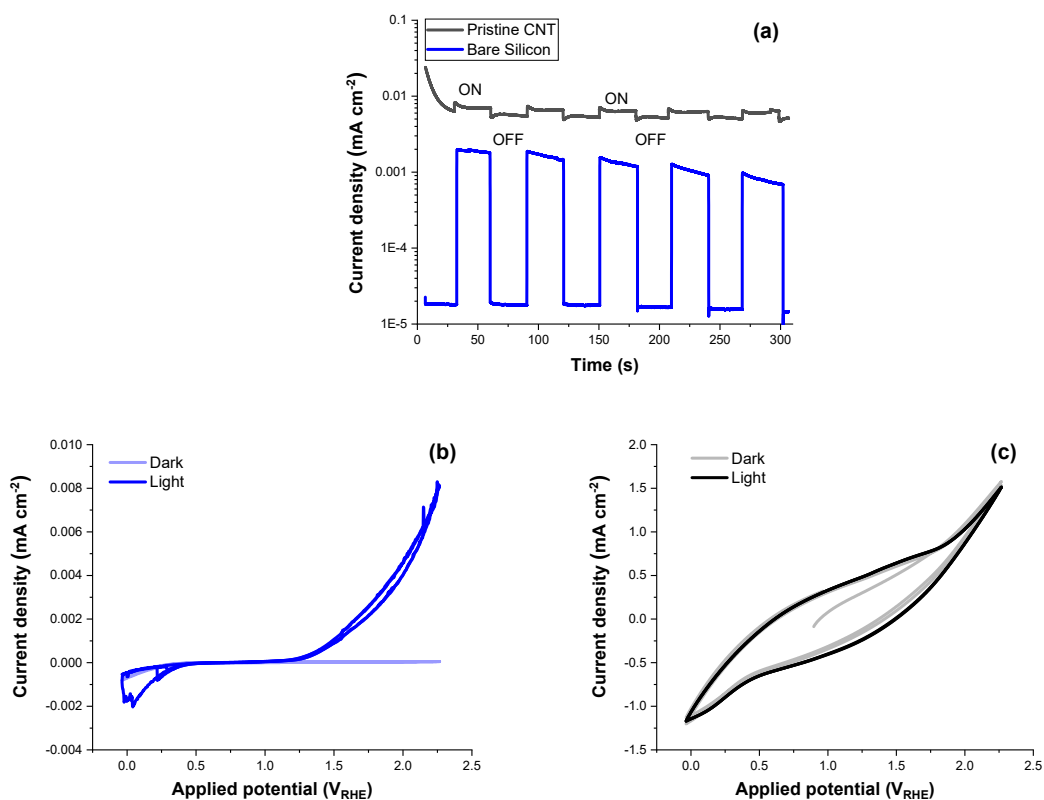 (a)
Pristine CNT
Bare Silicon
ON
ON
OFF
OFF
0.1
0.01
0.001
1E-4
1E-5
Current density (mA cm-2)
0 50 100 150 200 250 300
Time (s)
(b)
Dark
Light
0.010
0.008
0.006
0.004
0.002
0.000
-0.002
-0.004
Current density (mA cm-2)
0.0 0.5 1.0 1.5 2.0 2.5
Applied potential (VRHE)
(c)
Dark
Light
2.0
1.5
1.0
0.5
0.0
-0.5
-1.0
-1.5
Current density (mA cm-2)
0.0 0.5 1.0 1.5 2.0 2.5
Applied potential (VRHE)